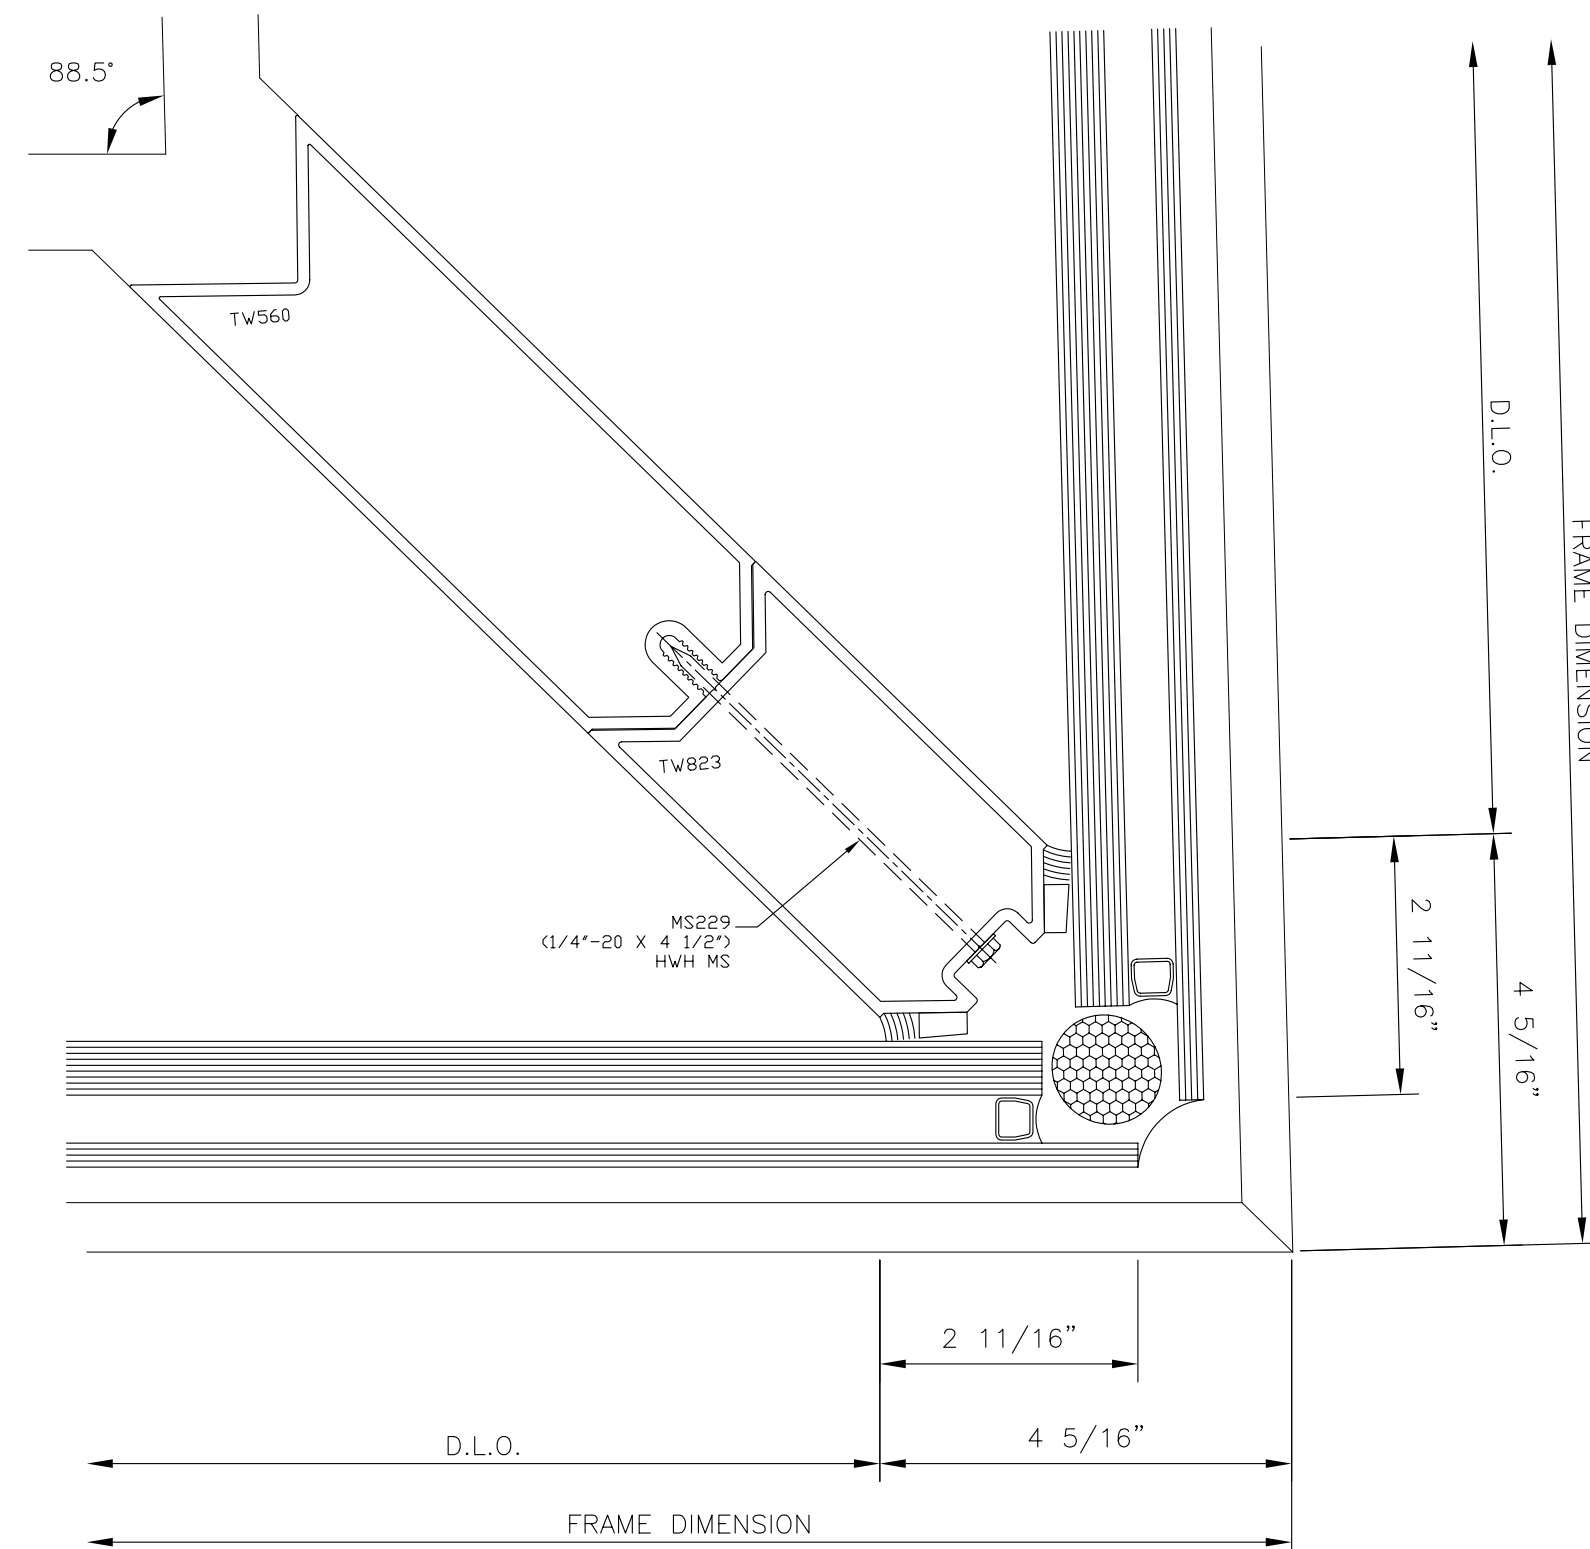 88.5°
TW560
D.L.O.
FRAME DIMENSION
TW823
MS229
(1/4"-20 X 4 1/2")
HWH MS
2 11/16"
4 5/16"
2 11/16"
4 5/16"
D.L.O.
FRAME DIMENSION